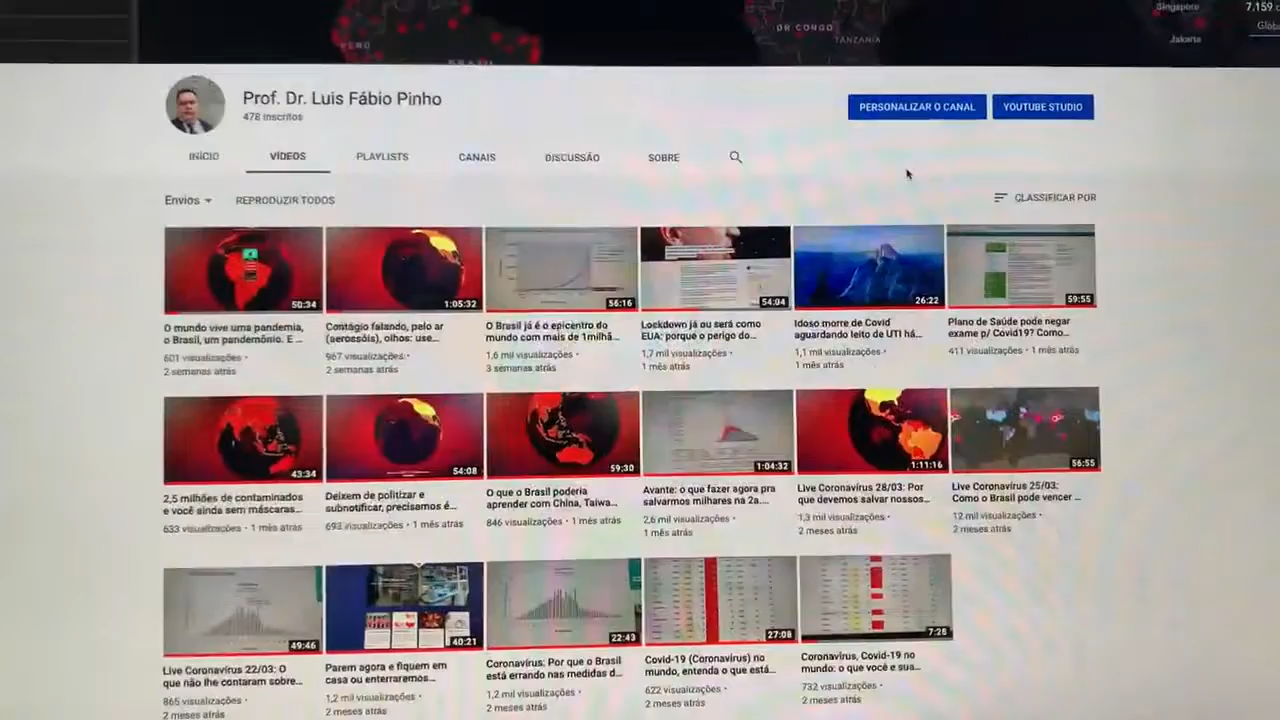 PERU
BRASIL
DR CONGO
TANZANIA
Singapore
Jakarta
7.159
Prof. Dr. Luis Fábio Pinho
478 inscritos
PERSONALIZAR O CANAL
YOUTUBE STUDIO
INÍCIO
VÍDEOS
PLAYLISTS
CANAIS
DISCUSSÃO
SOBRE
Envios
REPRODUZIR TODOS
CLASSIFICAR POR
50:34
1:05:32
56:16
54:04
26:22
59:55
O mundo vive uma pandemia,
o Brasil, um pandemônio. E ...
601 visualizações •
2 semanas atrás
Contágio falando, pelo ar
(aerossóis), olhos: use...
967 visualizações •
2 semanas atrás
O Brasil já é o epicentro do
mundo com mais de 1milhã...
1,6 mil visualizações •
3 semanas atrás
Lockdown já ou será como
EUA: porque o perigo do...
1,7 mil visualizações •
1 mês atrás
Idoso morre de Covid
aguardando leito de UTI há...
1,1 mil visualizações •
1 mês atrás
Plano de Saúde pode negar
exame p/ Covid19? Como...
411 visualizações • 1 mês atrás
43:34
54:08
59:30
1:04:32
1:11:16
56:55
2,5 milhões de contaminados
e você ainda sem máscaras...
633 visualizações • 1 mês atrás
Deixem de politizar e
subnotificar, precisamos é...
693 visualizações • 1 mês atrás
O que o Brasil poderia
aprender com China, Taiwa...
846 visualizações • 1 mês atrás
Avante: o que fazer agora pra
salvarmos milhares na 2a....
2,6 mil visualizações •
1 mês atrás
Live Coronavírus 28/03: Por
que devemos salvar nossos...
1,3 mil visualizações •
2 meses atrás
Live Coronavírus 25/03:
Como o Brasil pode vencer ...
12 mil visualizações •
2 meses atrás
49:46
40:21
22:43
27:08
7:28
Live Coronavírus 22/03: O
que não lhe contaram sobre...
865 visualizações •
2 meses atrás
Parem agora e fiquem em
casa ou enterraremos...
1,2 mil visualizações •
2 meses atrás
Coronavírus: Por que o Brasil
está errando nas medidas d...
1,2 mil visualizações •
2 meses atrás
Covid-19 (Coronavírus) no
mundo, entenda o que está...
622 visualizações •
2 meses atrás
Coronavírus, Covid-19 no
mundo: o que você e sua...
732 visualizações •
2 meses atrás